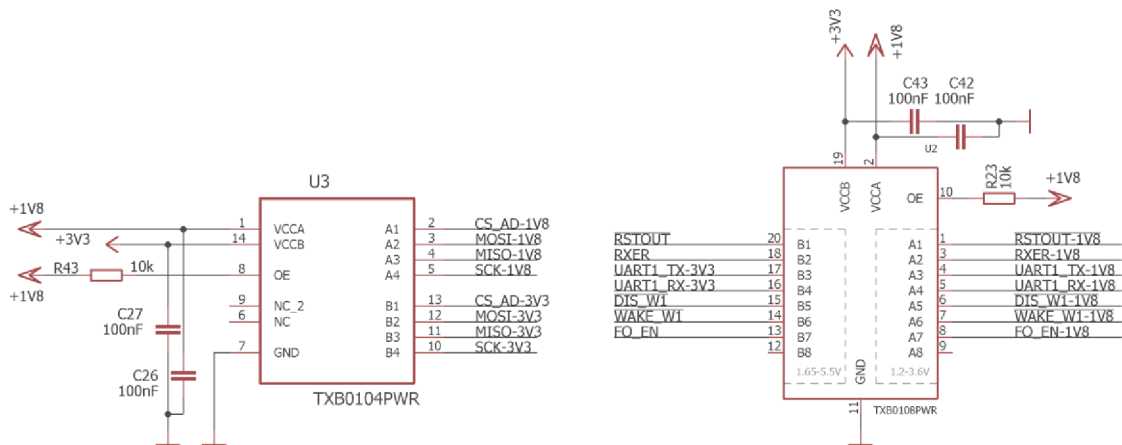 U3
+1V8
+3V3
R43
10k
+1V8
C27
100nF
C26
100nF
1
14
8
9
6
7
VCCA
VCCB
OE
NC_2
NC
GND
A1
A2
A3
A4
B1
B2
B3
B4
2
3
4
5
13
12
11
10
CS_AD-1V8
MOSI-1V8
MISO-1V8
SCK-1V8
CS_AD-3V3
MOSI-3V3
MISO-3V3
SCK-3V3
TXB0104PWR
+3V3
+1V8
C43
100nF
C42
100nF
U2
19
2
VCCB
VCCA
OE
10
R23
10k
+1V8
RSTOUT
RXER
UART1_TX-3V3
UART1_RX-3V3
DIS_W1
WAKE_W1
FO_EN
20
18
17
16
15
14
13
12
B1
B2
B3
B4
B5
B6
B7
B8
A1
A2
A3
A4
A5
A6
A7
A8
1
3
4
5
6
7
8
9
RSTOUT-1V8
RXER-1V8
UART1_TX-1V8
UART1_RX-1V8
DIS_W1-1V8
WAKE_W1-1V8
FO_EN-1V8
1.65-5.5V
GND
1.2-3.6V
11
TXB0108PWR